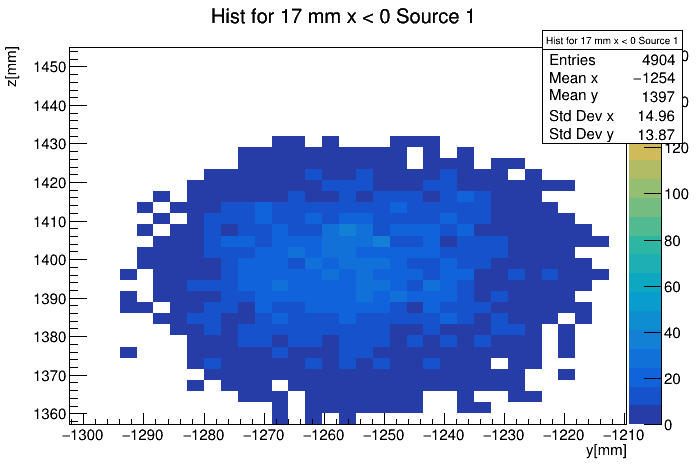 Hist for 17 mm x < 0 Source 1
Hist for 17 mm x < 0 Source 1
Entries 4904
Mean x −1254
Mean y 1397
Std Dev x 14.96
Std Dev y 13.87
z[mm]
1450
1440
1430
1420
1410
1400
1390
1380
1370
1360
120
100
80
60
40
20
0
−1300 −1290 −1280 −1270 −1260 −1250 −1240 −1230 −1220 −1210
y[mm]